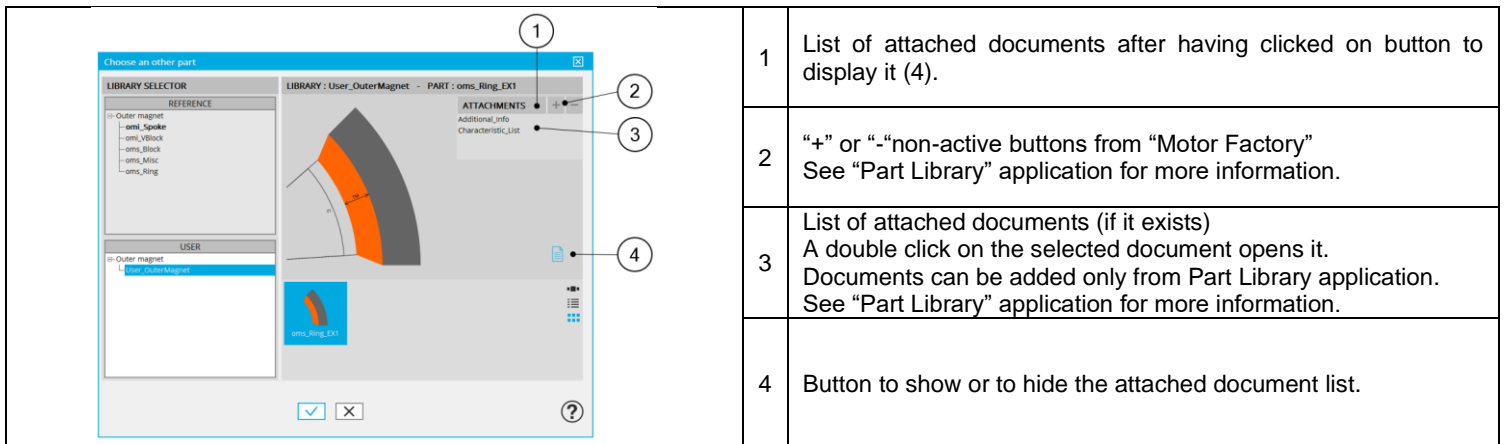 1
2
3
4
Choose an other part
LIBRARY SELECTOR
REFERENCE
Outer magnet
omi_Spoke
omi_VBlock
oms_Block
oms_Misc
oms_Ring
USER
Outer magnet
User_OuterMagnet
LIBRARY : User_OuterMagnet - PART : oms_Ring_EX1
ATTACHMENTS + -
Additional_Info
Characteristic_List
oms_Ring_EX1
?
1
List of attached documents after having clicked on button to
display it (4).
2
“+” or “-“non-active buttons from “Motor Factory”
See “Part Library” application for more information.
3
List of attached documents (if it exists)
A double click on the selected document opens it.
Documents can be added only from Part Library application.
See “Part Library” application for more information.
4
Button to show or to hide the attached document list.